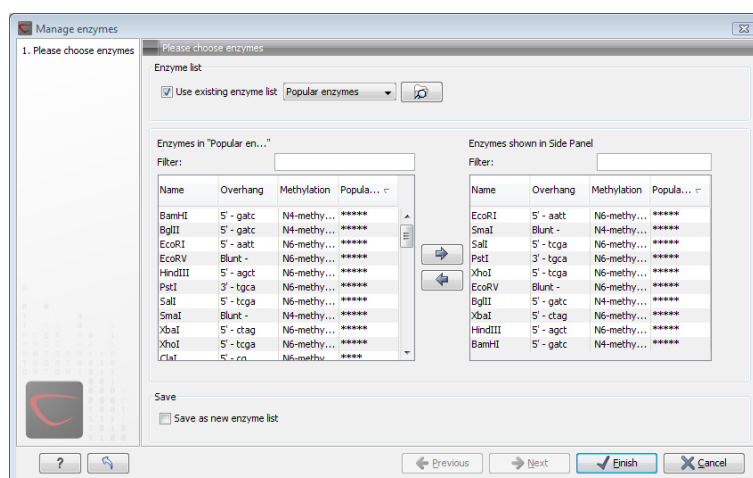 Manage enzymes
1. Please choose enzymes
Please choose enzymes
Enzyme list
Use existing enzyme list Popular enzymes
Enzymes in "Popular en..." Enzymes shown in Side Panel
Filter: Filter:
Name Overhang Methylation Popula... Name Overhang Methylation Popula...
BamHI 5' - gatc N4-methy... ***** EcoRI 5' - aatt N6-methy... *****
BglII 5' - gatc N4-methy... ***** SmaI Blunt - N4-methy... *****
EcoRI 5' - aatt N6-methy... ***** SalI 5' - tcga N6-methy... *****
EcoRV Blunt - N6-methy... ***** PstI 3' - tgca N6-methy... *****
HindIII 5' - agct N6-methy... ***** XhoI 5' - tcga N6-methy... *****
PstI 3' - tgca N6-methy... ***** EcoRV Blunt - N6-methy... *****
SalI 5' - tcga N6-methy... ***** BglII 5' - gatc N4-methy... *****
SmaI Blunt - N4-methy... ***** XbaI 5' - ctag N6-methy... *****
XbaI 5' - ctag N6-methy... ***** HindIII 5' - agct N6-methy... *****
XhoI 5' - tcga N6-methy... ***** BamHI 5' - gatc N4-methy... *****
ClaI 5' - cg N6-methy ****
Save
Save as new enzyme list
? Previous Next Finish Cancel